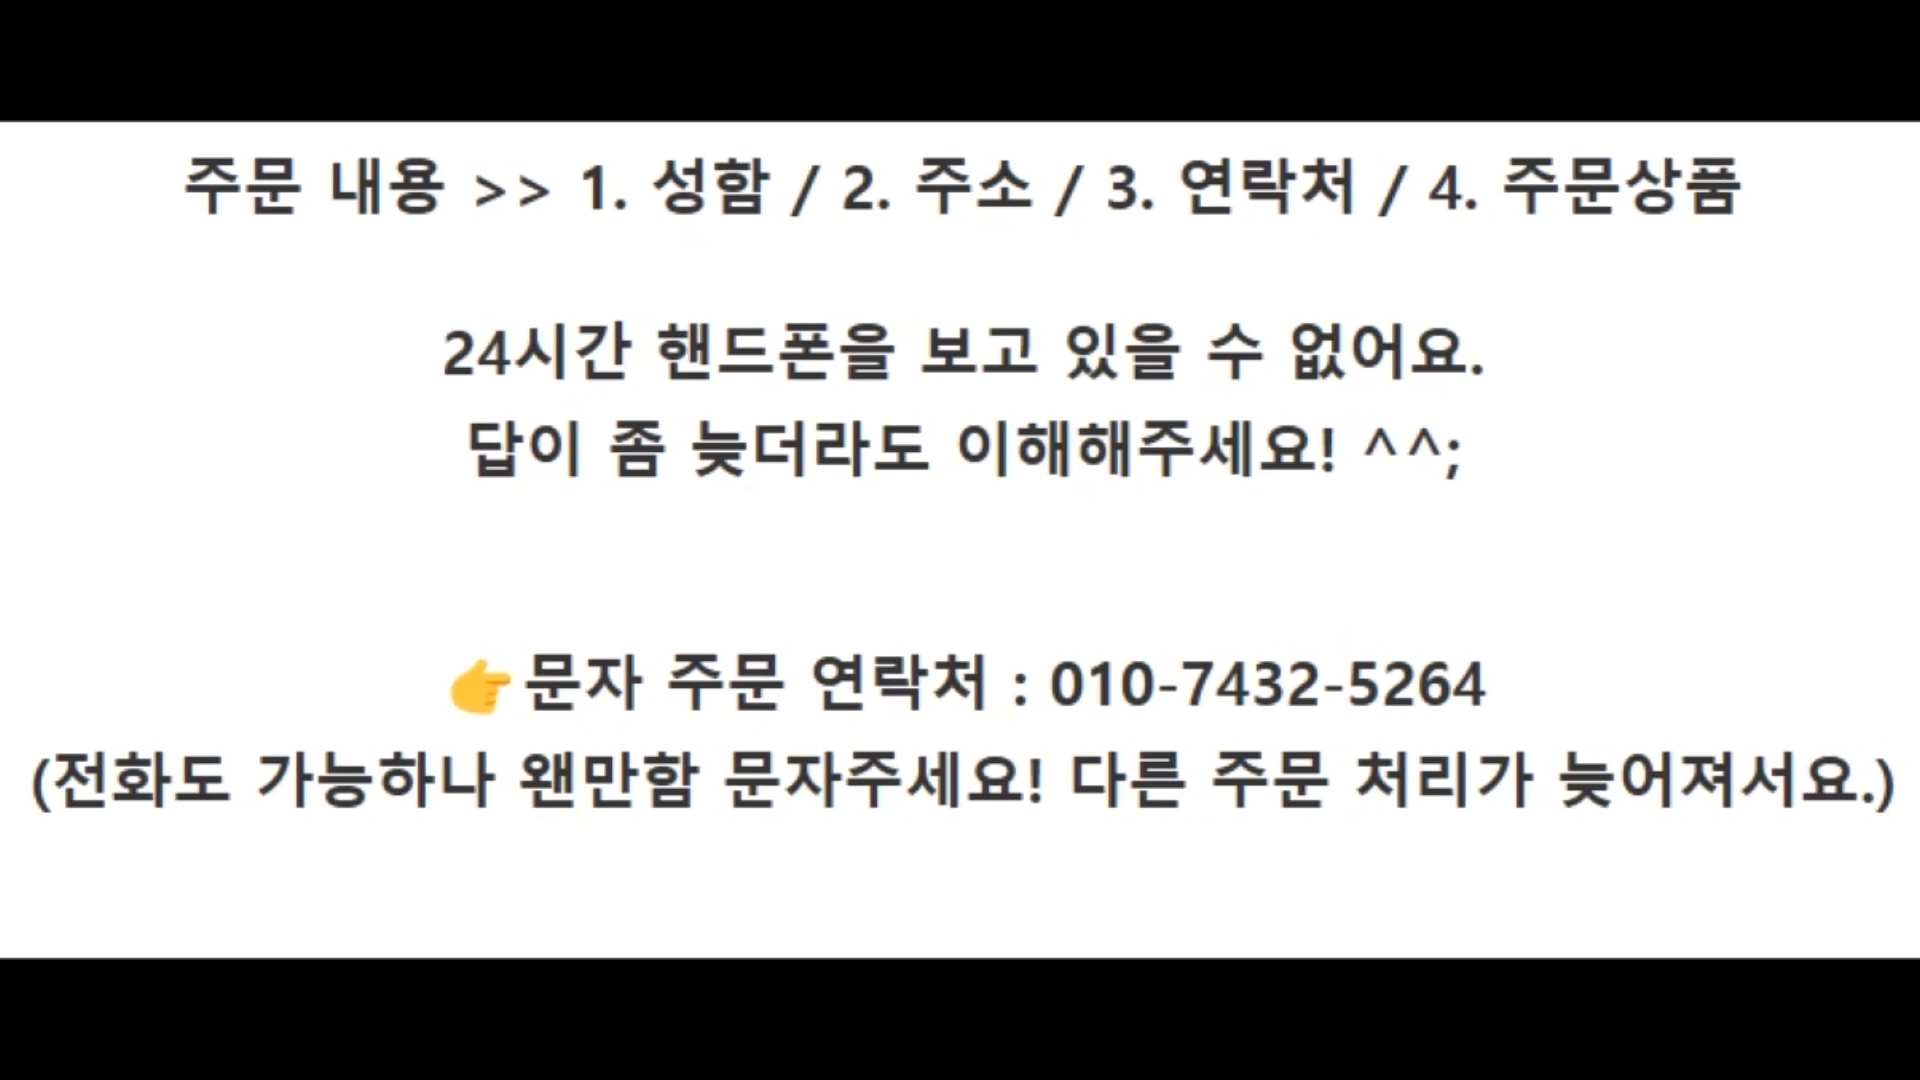 주문 내용 >> 1. 성함 / 2. 주소 / 3. 연락처 / 4. 주문상품
24시간 핸드폰을 보고 있을 수 없어요.
답이 좀 늦더라도 이해해주세요! ^^;
👉문자 주문 연락처 : 010-7432-5264
(전화도 가능하나 왠만함 문자주세요! 다른 주문 처리가 늦어져서요.)